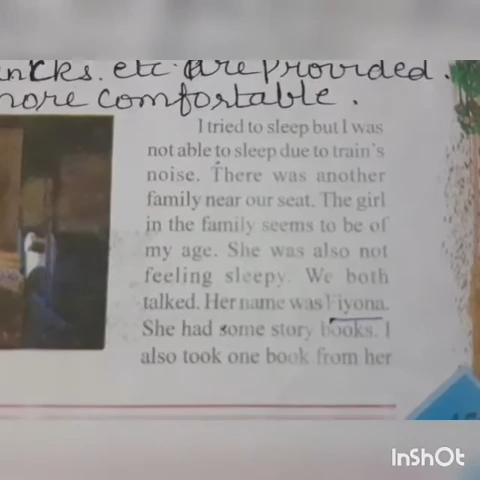 etc are provided.
more comfortable.
I tried to sleep but I was
not able to sleep due to train's
noise. There was another
family near our seat. The girl
in the family seems to be of
my age. She was also not
feeling sleepy. We both
talked. Her name was Fiyona.
She had some story books. I
also took one book from her
InShOt